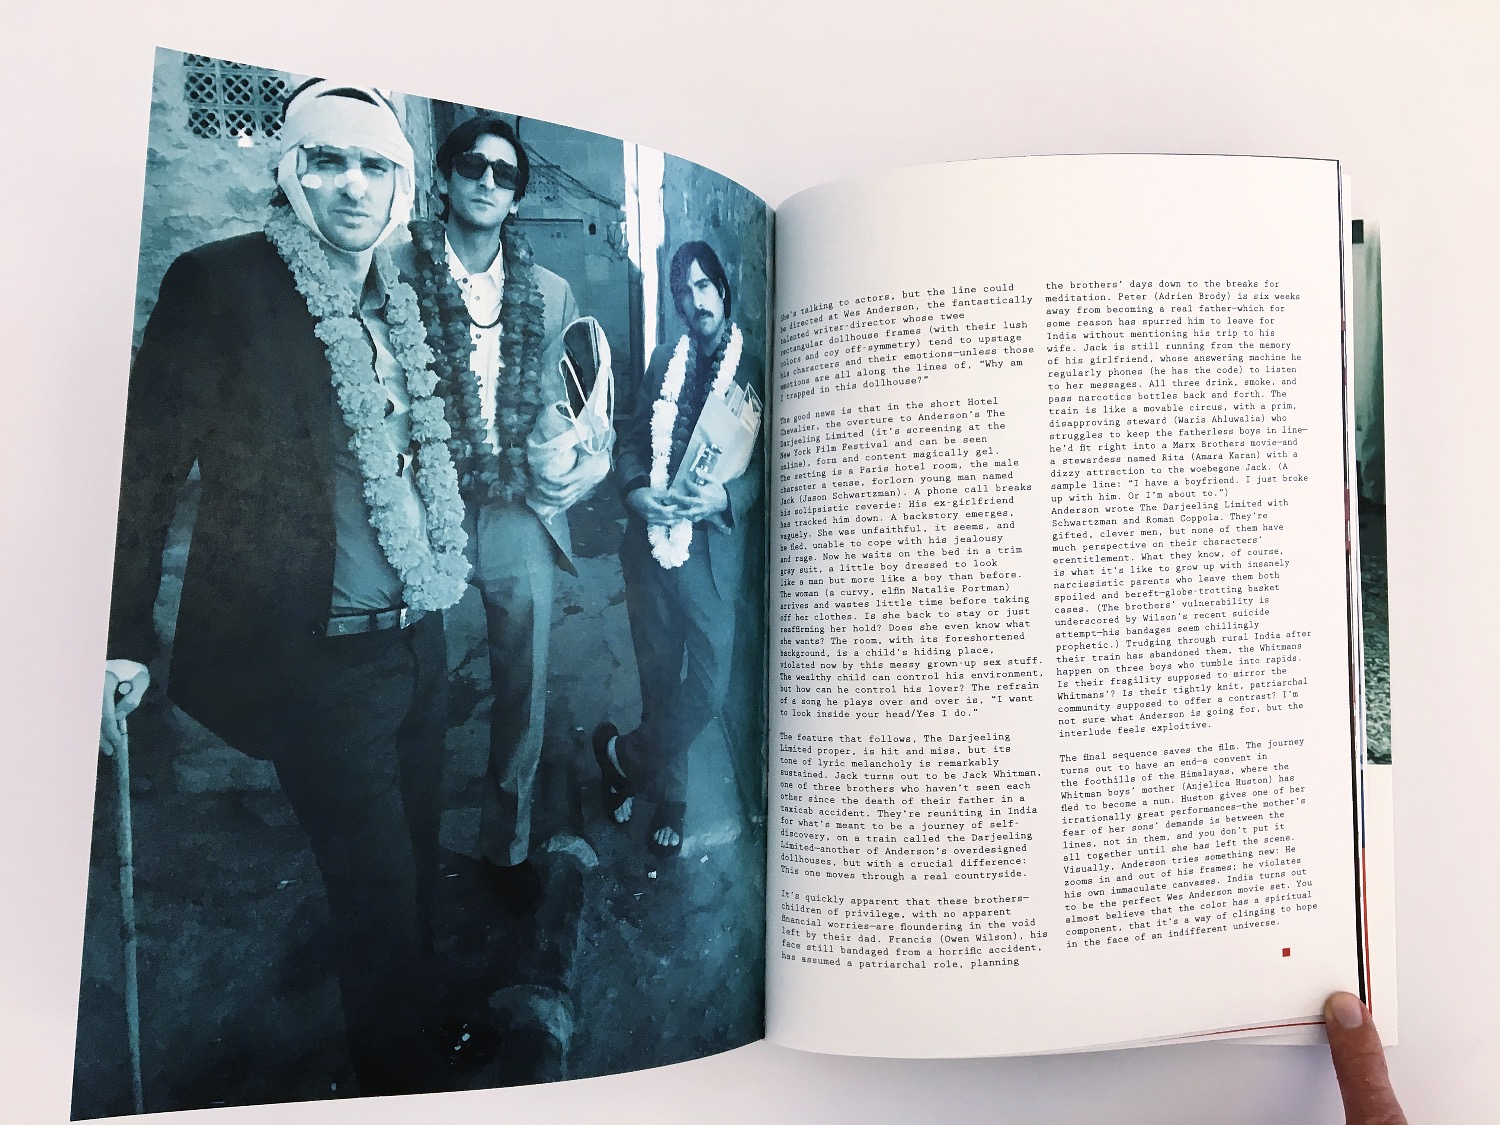 She's talking to actors, but the line could
be directed at Wes Anderson, the fantastically
talented writer-director whose twee
rectangular dollhouse frames (with their lush
colors and coy off-symmetry) tend to upstage
his characters and their emotions—unless those
emotions are all along the lines of, "Why am
I trapped in this dollhouse?"
The good news is that in the short Hotel
Chevalier, the overture to Anderson's The
Darjeeling Limited (it's screening at the
New York Film Festival and can be seen
online), form and content magically gel.
The setting is a Paris hotel room, the male
character a tense, forlorn young man named
Jack (Jason Schwartzman). A phone call breaks
his solipsistic reverie: His ex-girlfriend
has tracked him down. A backstory emerges,
vaguely. She was unfaithful, it seems, and
he fled, unable to cope with his jealousy
and rage. Now he waits on the bed in a trim
gray suit, a little boy dressed to look
like a man but more like a boy than before.
The woman (a curvy, elfin Natalie Portman)
arrives and wastes little time before taking
off her clothes. Is she back to stay or just
reaffirming her hold? Does she even know what
she wants? The room, with its foreshortened
background, is a child's hiding place,
violated now by this messy grown-up sex stuff.
The wealthy child can control his environment,
but how can he control his lover? The refrain
of a song he plays over and over is, "I want
to look inside your head/Yes I do."
The feature that follows, The Darjeeling
Limited proper, is hit and miss, but its
tone of lyric melancholy is remarkably
sustained. Jack turns out to be Jack Whitman,
one of three brothers who haven't seen each
other since the death of their father in a
taxicab accident. They're reuniting in India
for what's meant to be a journey of self-
discovery, on a train called the Darjeeling
Limited—another of Anderson's overdesigned
dollhouses, but with a crucial difference:
This one moves through a real countryside.
It's quickly apparent that these brothers—
children of privilege, with no apparent
financial worries—are floundering in the void
left by their dad. Francis (Owen Wilson), his
face still bandaged from a horrific accident,
has assumed a patriarchal role, planning
the brothers' days down to the breaks for
meditation. Peter (Adrien Brody) is six weeks
away from becoming a real father—which for
some reason has spurred him to leave for
India without mentioning his trip to his
wife. Jack is still running from the memory
of his girlfriend, whose answering machine he
regularly phones (he has the code) to listen
to her messages. All three drink, smoke, and
pass narcotics bottles back and forth. The
train is like a movable circus, with a prim,
disapproving steward (Waris Ahluwalia) who
struggles to keep the fatherless boys in line—
he'd fit right into a Marx Brothers movie—and
a stewardess named Rita (Amara Karan) with a
dizzy attraction to the woebegone Jack. (A
sample line: "I have a boyfriend. I just broke
up with him. Or I'm about to.")
Anderson wrote The Darjeeling Limited with
Schwartzman and Roman Coppola. They're
gifted, clever men, but none of them have
much perspective on their characters'
erentitlement. What they know, of course,
is what it's like to grow up with insanely
narcissistic parents who leave them both
spoiled and bereft—globe-trotting basket
cases. (The brothers' vulnerability is
underscored by Wilson's recent suicide
attempt—his bandages seem chillingly
prophetic.) Trudging through rural India after
their train has abandoned them, the Whitmans
happen on three boys who tumble into rapids.
Is their fragility supposed to mirror the
Whitmans'? Is their tightly knit, patriarchal
community supposed to offer a contrast? I'm
not sure what Anderson is going for, but the
interlude feels exploitive.
The final sequence saves the film. The journey
turns out to have an end—a convent in
the foothills of the Himalayas, where the
Whitman boys' mother (Anjelica Huston) has
fled to become a nun. Huston gives one of her
irrationally great performances—the mother's
fear of her sons' demands is between the
lines, not in them, and you don't put it
all together until she has left the scene.
Visually, Anderson tries something new: He
zooms in and out of his frames; he violates
his own immaculate canvases. India turns out
to be the perfect Wes Anderson movie set. You
almost believe that the color has a spiritual
component, that it's a way of clinging to hope
in the face of an indifferent universe.